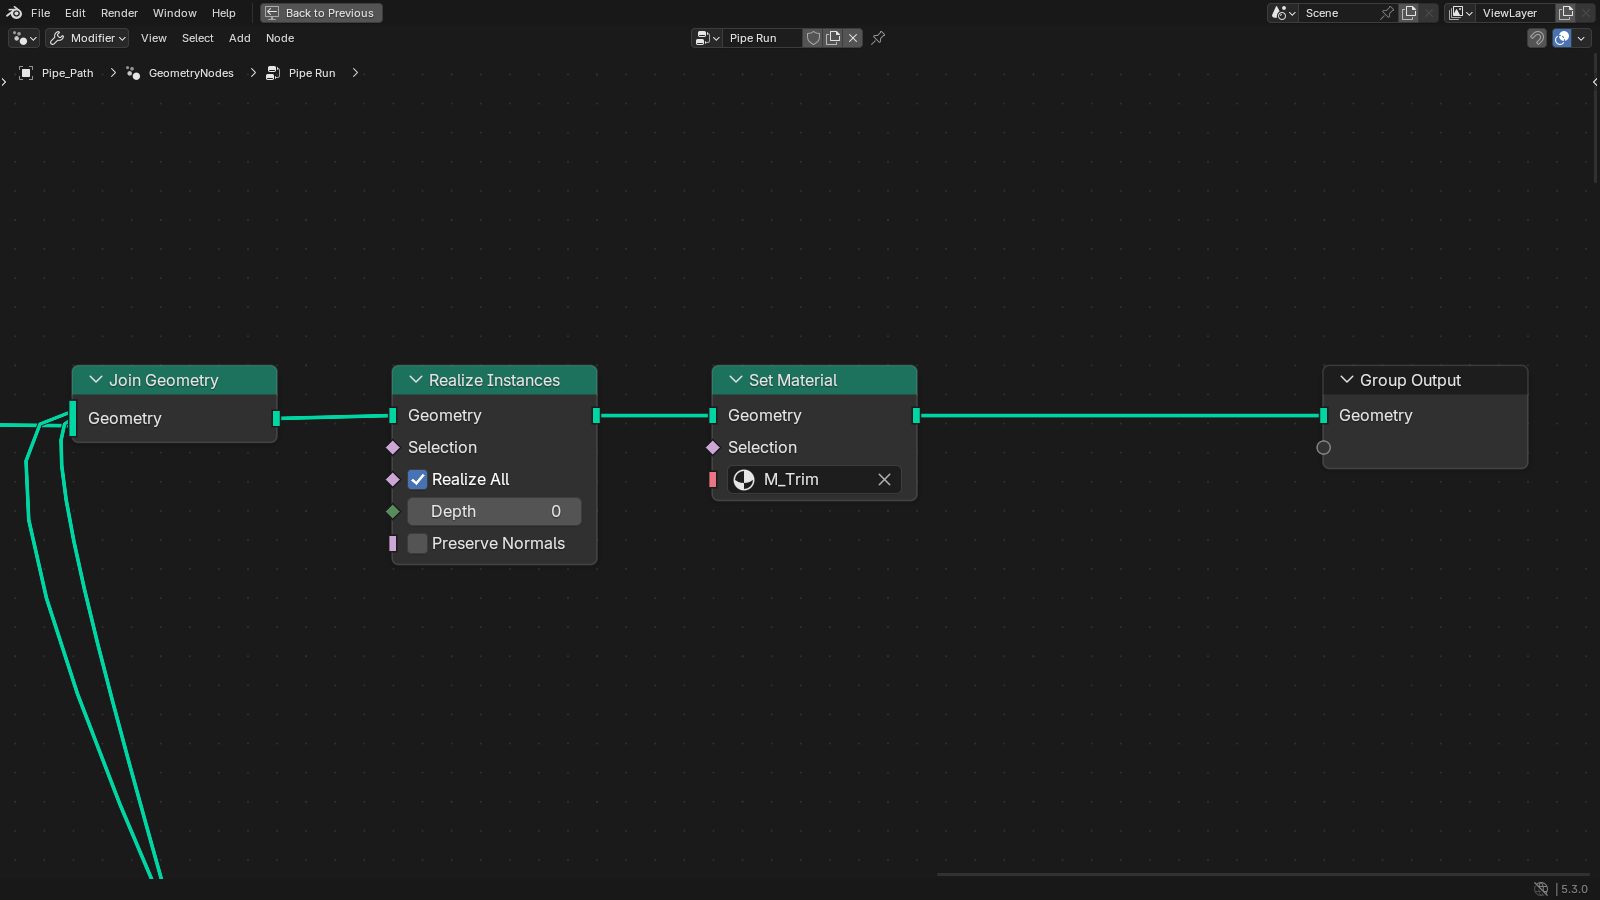 File Edit Render Window Help Back to Previous Scene ViewLayer
Modifier View Select Add Node Pipe Run
Pipe_Path GeometryNodes Pipe Run
Join Geometry
Geometry
Realize Instances
Geometry
Selection
Realize All
Depth 0
Preserve Normals
Set Material
Geometry
Selection
M_Trim
Group Output
Geometry
5.3.0